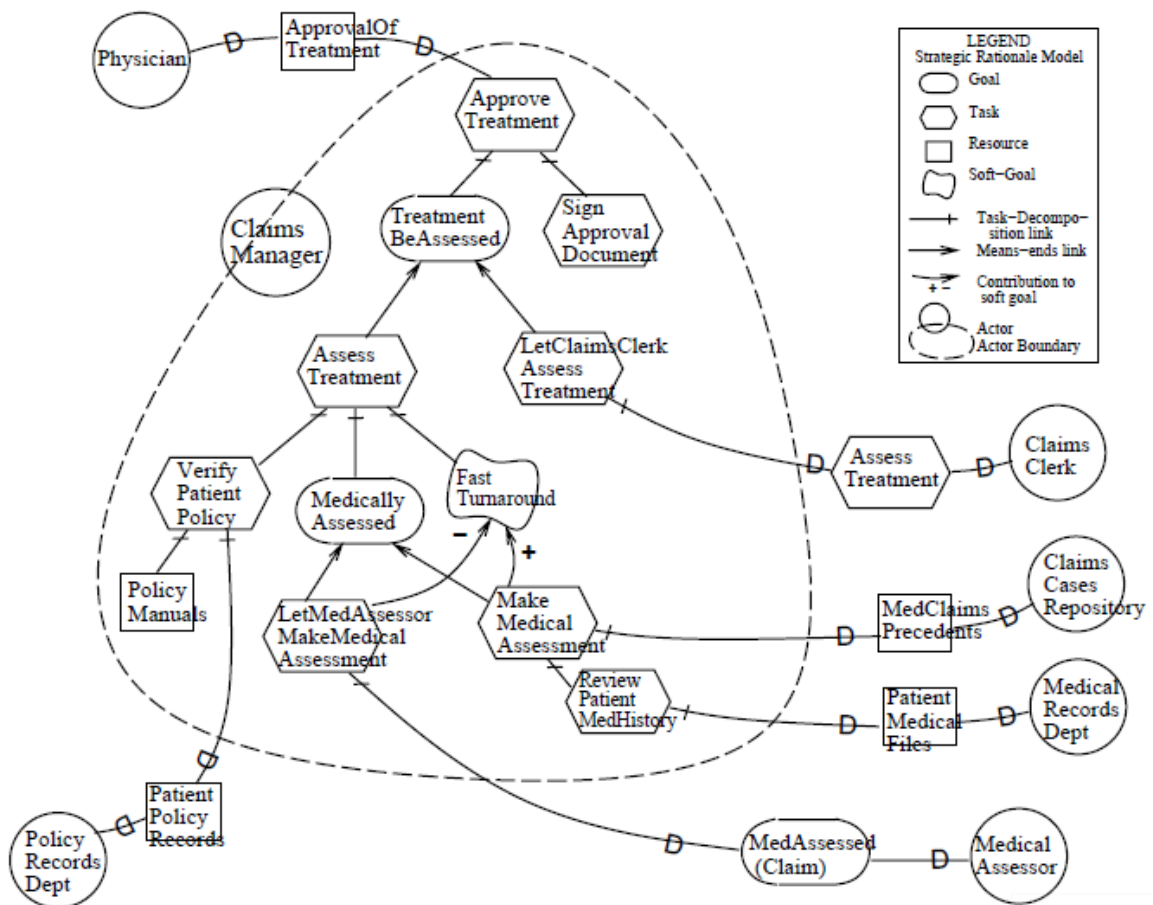 Physician
D
ApprovalOf
Treatment
D
Approve
Treatment
Claims
Manager
Treatment
BeAssessed
Sign
Approval
Document
Assess
Treatment
LetClaimsClerk
Assess
Treatment
Verify
Patient
Policy
Medically
Assessed
Fast
Turnaround
D
Assess
Treatment
D
Claims
Clerk
Policy
Manuals
LetMedAssessor
MakeMedical
Assessment
−
+
Make
Medical
Assessment
D
MedClaims
Precedents
D
Claims
Cases
Repository
Review
Patient
MedHistory
D
Patient
Medical
Files
D
Medical
Records
Dept
D
Patient
Policy
Records
D
Policy
Records
Dept
D
MedAssessed
(Claim)
D
Medical
Assessor
LEGEND
Strategic Rationale Model
Goal
Task
Resource
Soft−Goal
Task−Decompo−
sition link
Means−ends link
+ −
Contribution to
soft goal
Actor
Actor Boundary